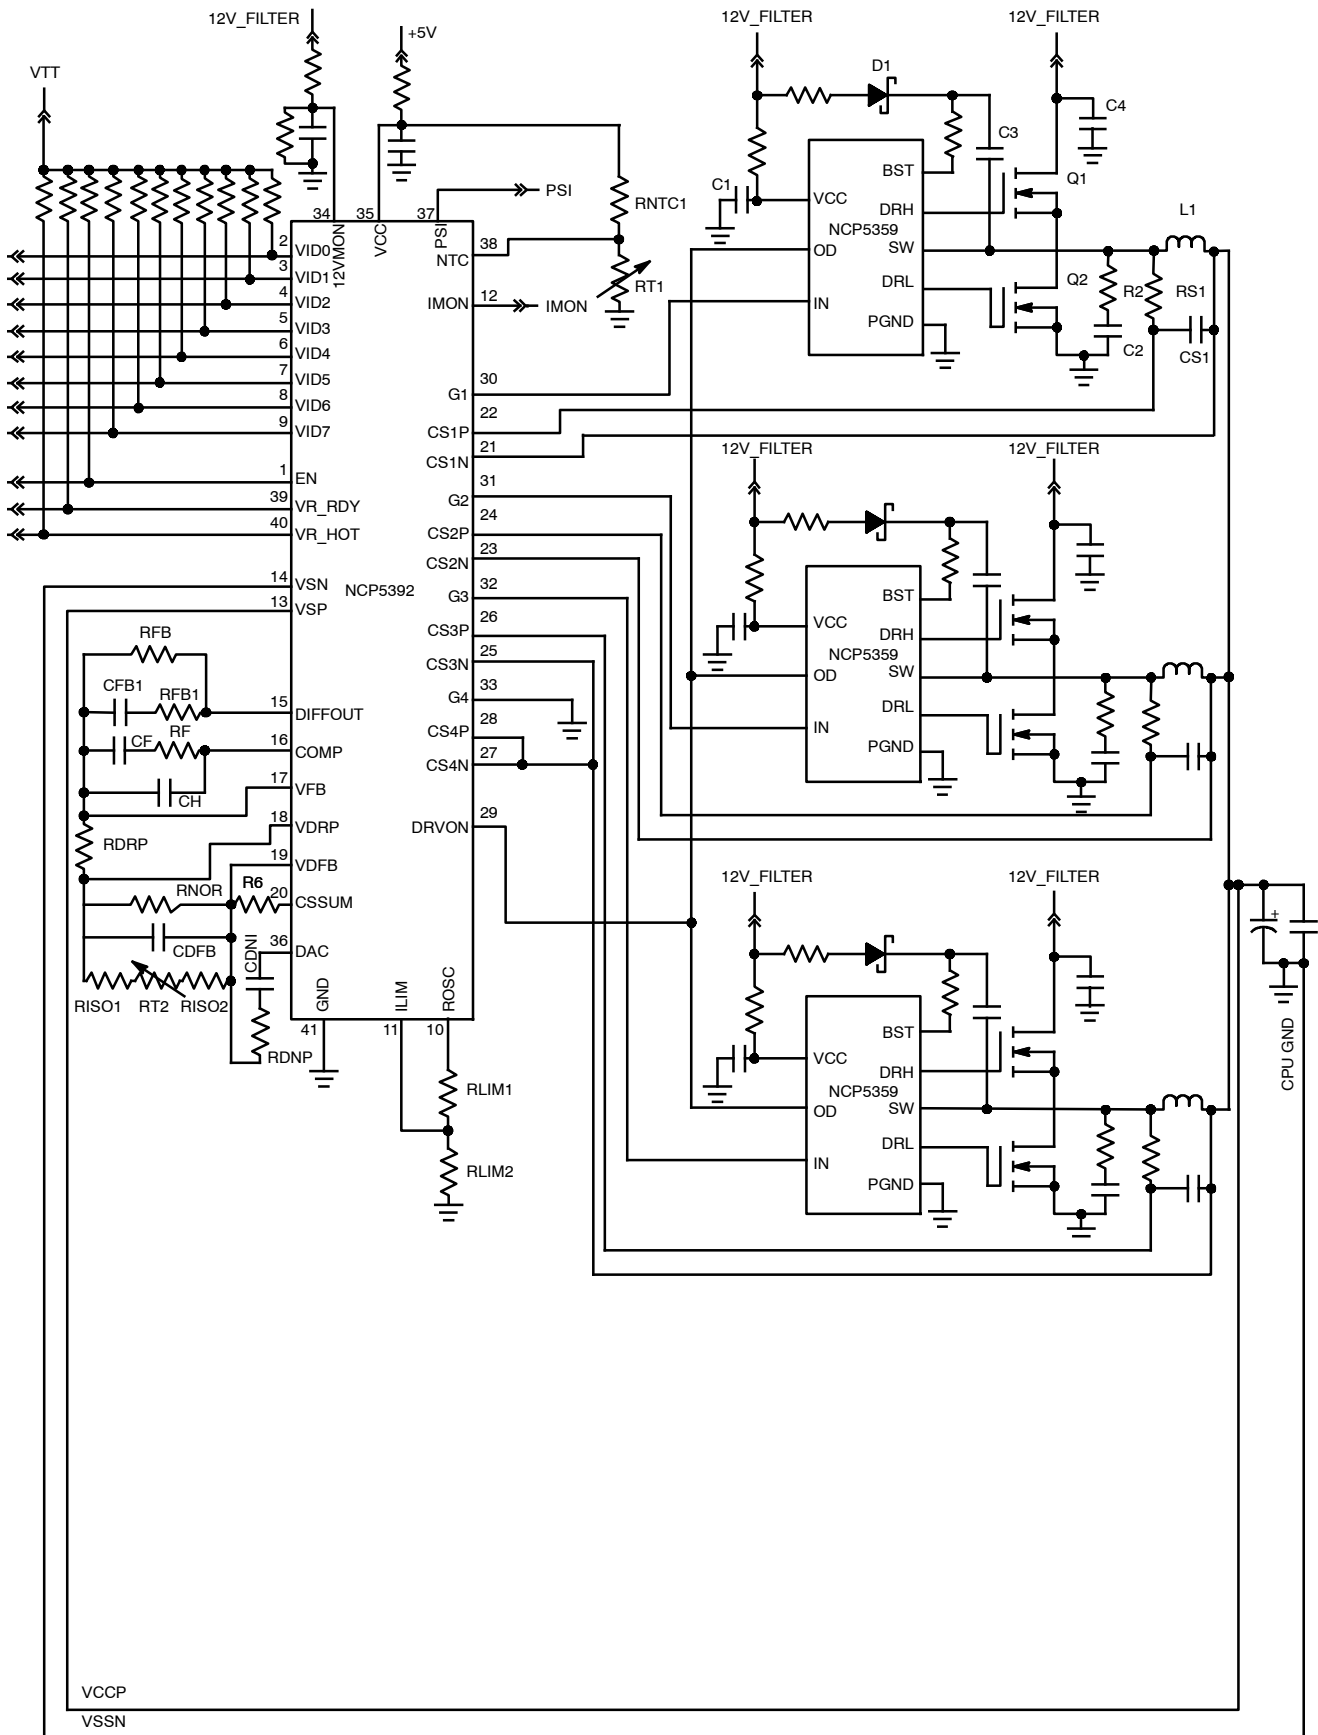 12V_FILTER
+5V
VTT
34
35
37
12VMON
VCC
PSI
PSI
RNTC1
38
NTC
RT1
12
IMON
IMON
2
VID0
3
VID1
4
VID2
5
VID3
6
VID4
7
VID5
8
VID6
9
VID7
1
EN
39
VR_RDY
40
VR_HOT
14
VSN
NCP5392
13
VSP
RFB
CFB1
RFB1
15
DIFFOUT
CF
RF
16
COMP
CH
17
VFB
18
VDRP
RDRP
19
VDFB
RNOR
R6
20
CSSUM
CDFB
36
DAC
CDNI
RISO1
RT2
RISO2
RDNP
GND
41
ILIM
11
ROSC
10
RLIM1
RLIM2
30
G1
22
CS1P
21
CS1N
31
G2
24
CS2P
23
CS2N
32
G3
26
CS3P
25
CS3N
33
G4
28
CS4P
27
CS4N
29
DRVON
12V_FILTER
12V_FILTER
D1
C4
C3
C1
BST
VCC
DRH
NCP5359
OD
SW
DRL
IN
PGND
Q1
L1
Q2
R2
RS1
C2
CS1
12V_FILTER
12V_FILTER
BST
VCC
DRH
NCP5359
OD
SW
DRL
IN
PGND
12V_FILTER
12V_FILTER
BST
VCC
DRH
NCP5359
OD
SW
DRL
IN
PGND
+
CPU GND
VCCP
VSSN